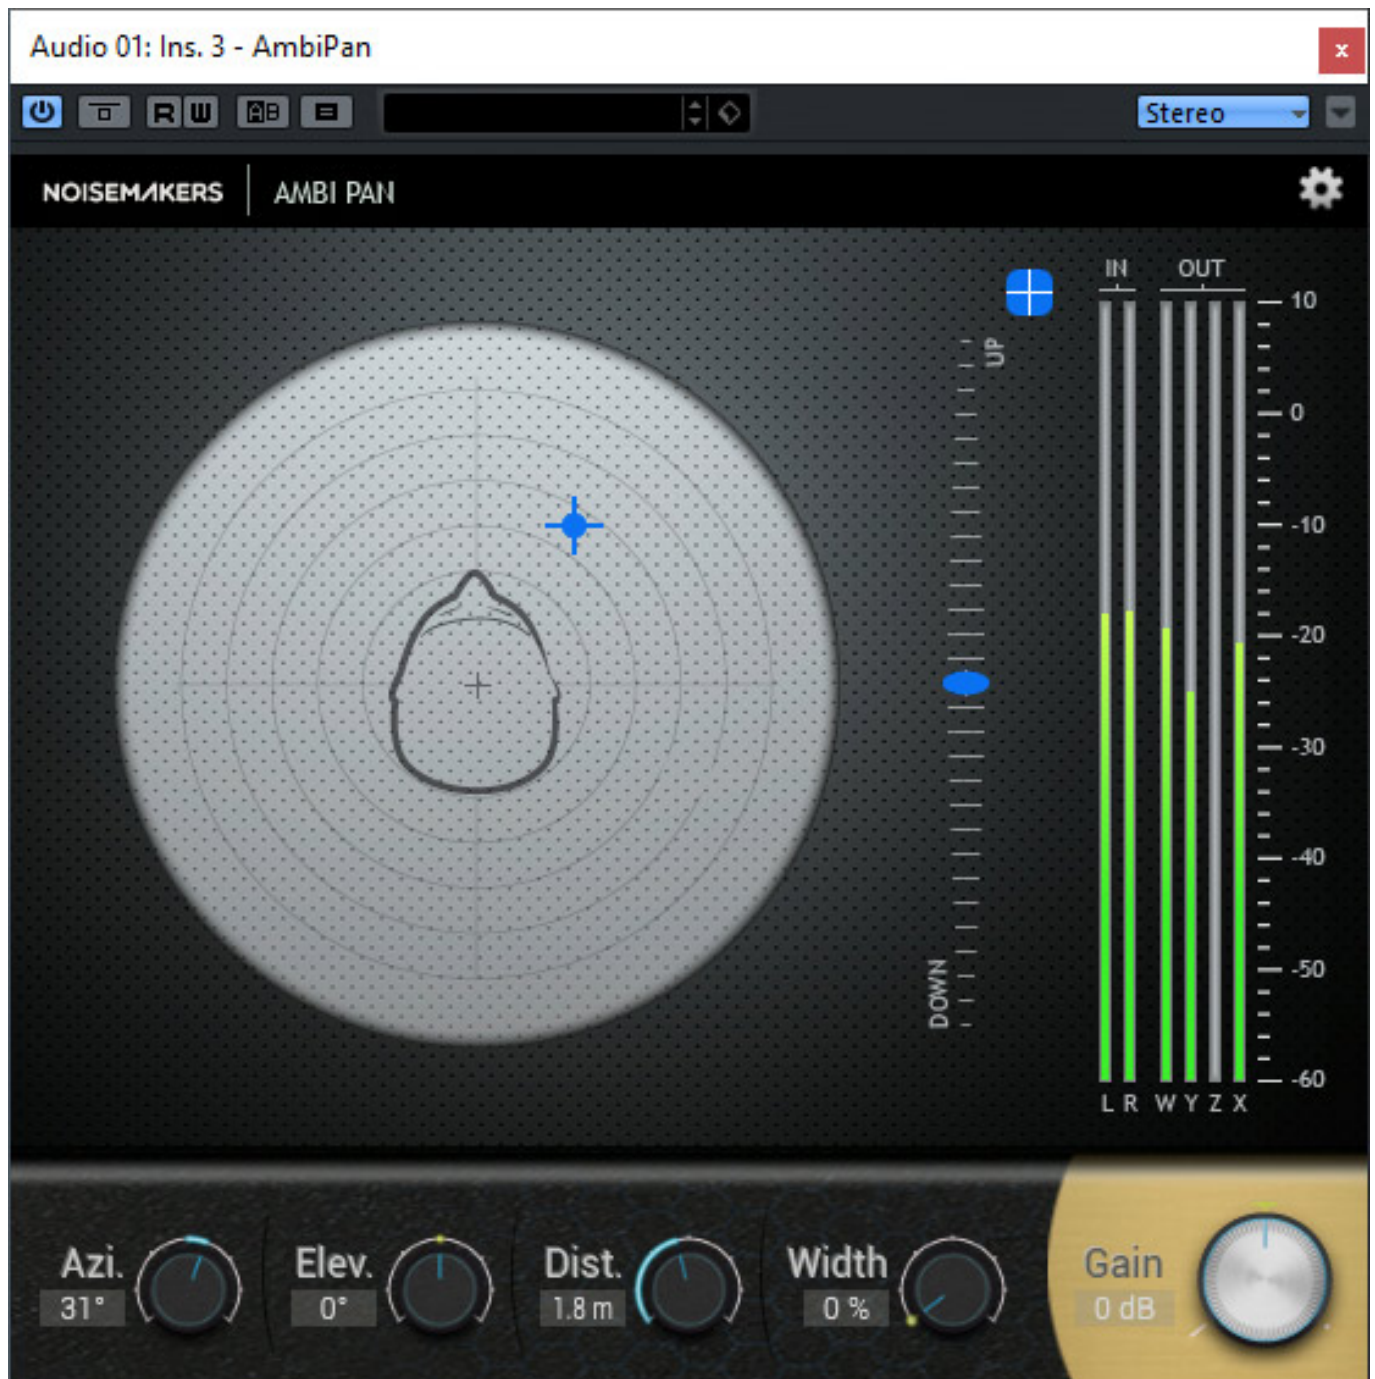 Audio 01: Ins. 3 - AmbiPan
x
R W AB
Stereo
NOISEMAKERS AMBI PAN
IN OUT
10
UP
0
-10
-20
-30
-40
-50
DOWN
-60
L R W Y Z X
Azi. Elev. Dist. Width Gain
31° 0° 1.8 m 0 % 0 dB